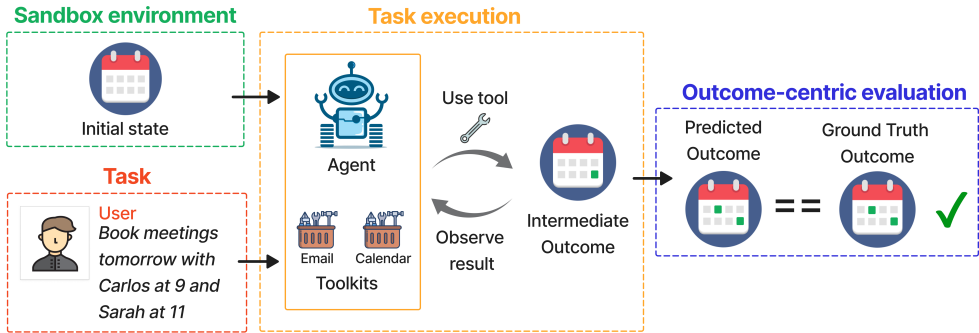 Sandbox environment
Initial state
Task
User
Book meetings
tomorrow with
Carlos at 9 and
Sarah at 11
Task execution
Agent
Email
Calendar
Toolkits
Use tool
Observe
result
Intermediate
Outcome
Outcome-centric evaluation
Predicted
Outcome
==
Ground Truth
Outcome